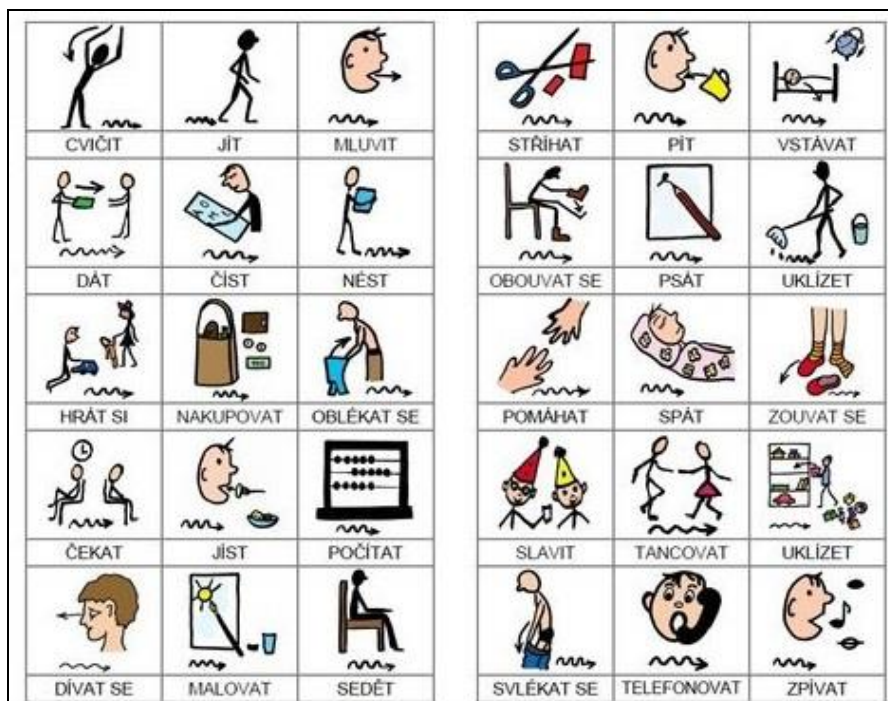 CVIČIT JÍT MLUVIT
DÁT ČÍST NÉST
HRÁT SI NAKUPOVAT OBLÉKAT SE
ČEKAT JÍST POČÍTAT
DÍVAT SE MALOVAT SEDĚT
STŘÍHAT PÍT VSTÁVAT
OBOUVAT SE PSÁT UKLÍZET
POMÁHAT SPÁT ZOUVAT SE
SLAVIT TANCOVAT UKLÍZET
SVLÉKAT SE TELEFONOVAT ZPÍVAT